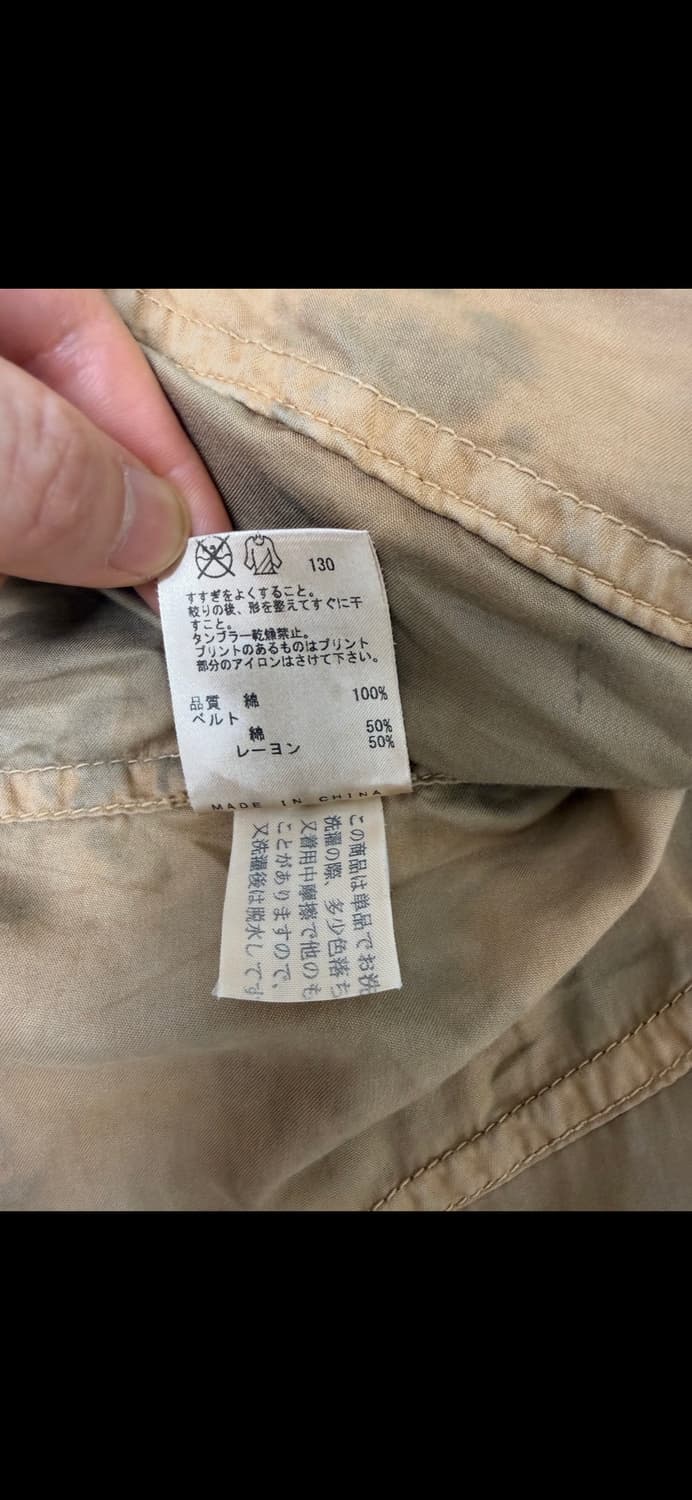 130
すすぎをよくすること。
絞りの後、形を整えてすぐに干
すこと。
タンブラー乾燥禁止。
プリントのあるものはプリント
部分のアイロンはさけて下さい。
品質 綿 100%
ベルト
綿 50%
レーヨン 50%
MADE IN CHINA
この商品は単品でお洗
洗濯の際、多少色落ち
又着用中摩擦で他のも
ことがありますので、
又洗濯後は脱水してす